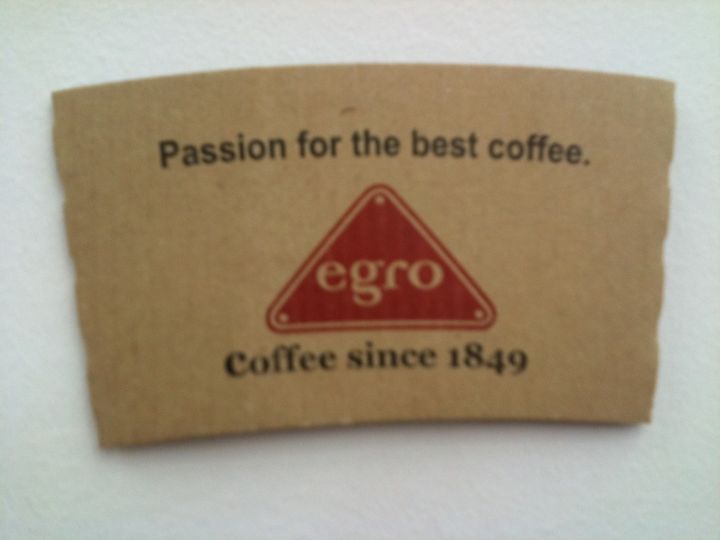 Passion for the best coffee.
egro
Coffee since 1849